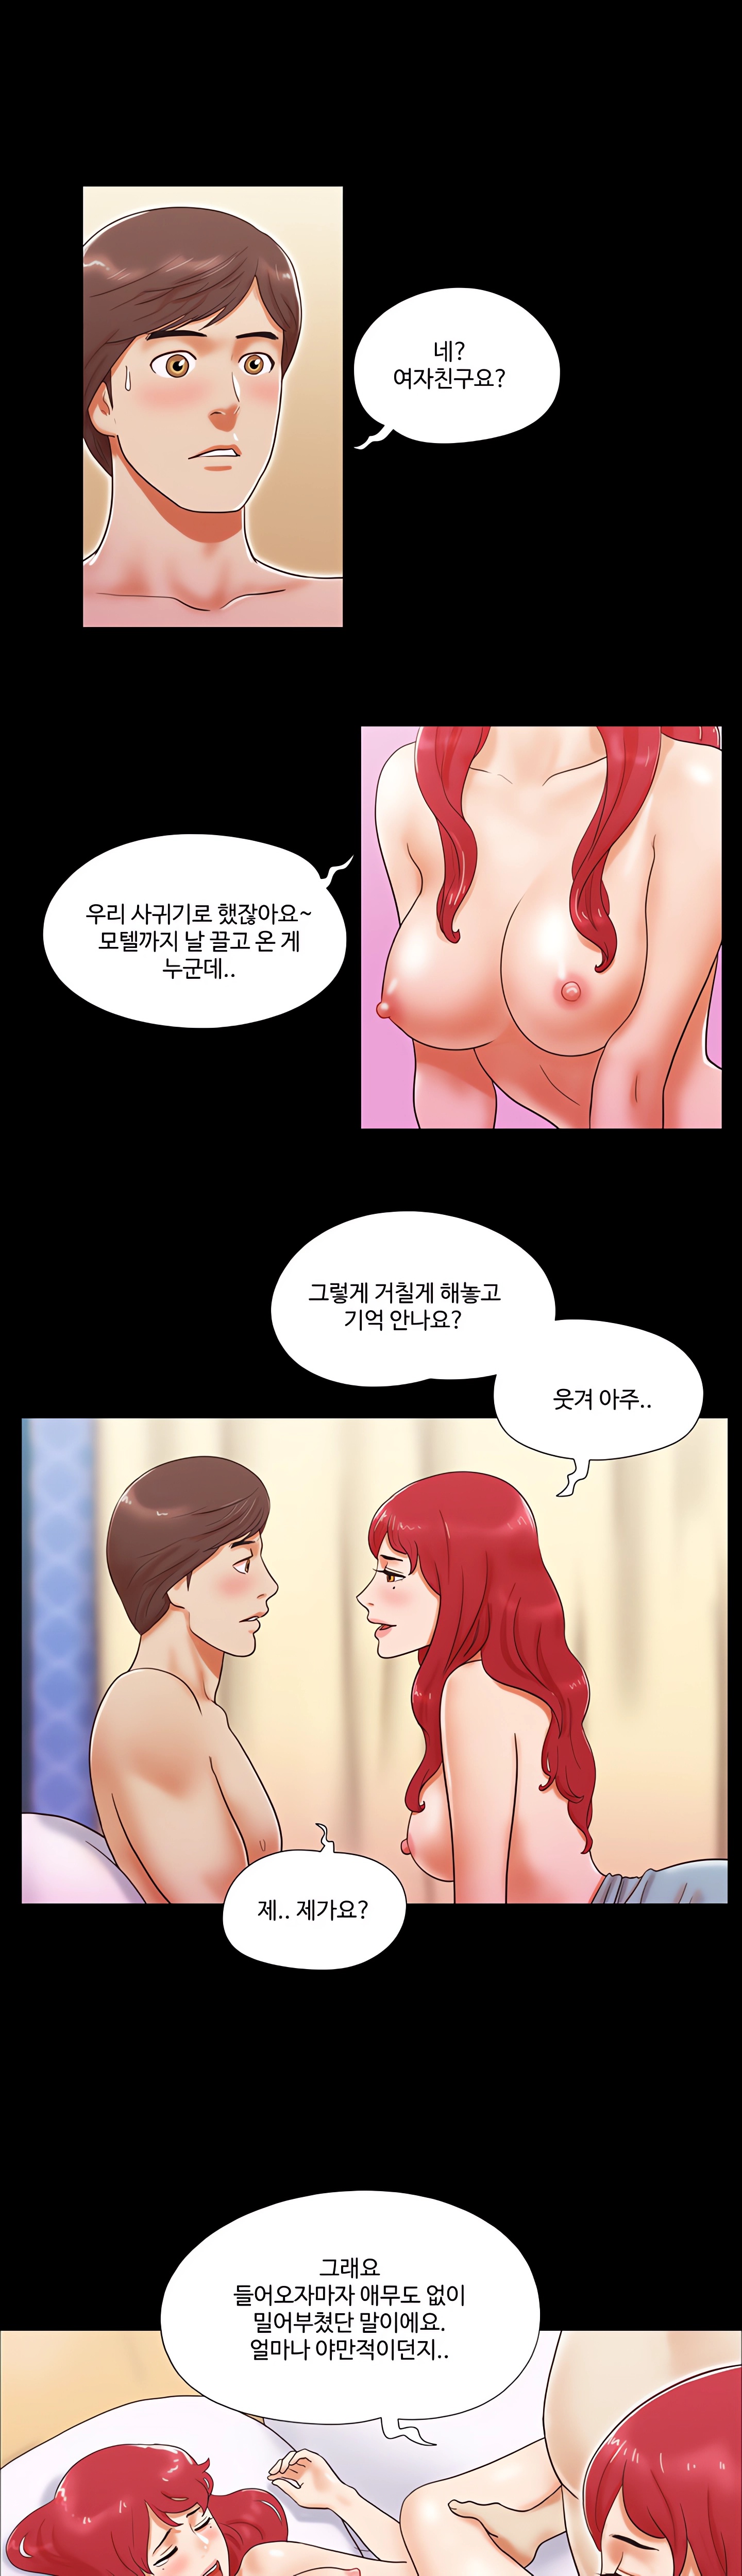 네?
여자친구요?
우리 사귀기로 했잖아요~
모텔까지 날 끌고 온 게
누군데..
그렇게 거칠게 해놓고
기억 안나요?
웃겨 아주..
제.. 제가요?
그래요
들어오자마자 애무도 없이
밀어부쳤단 말이에요.
얼마나 야만적이던지..